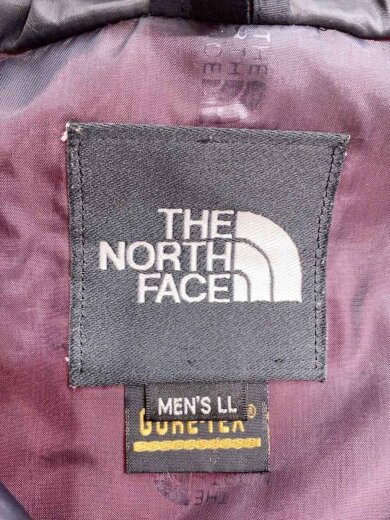 THE
NORTH
FACE
MEN'S LL
GORE-TEX®